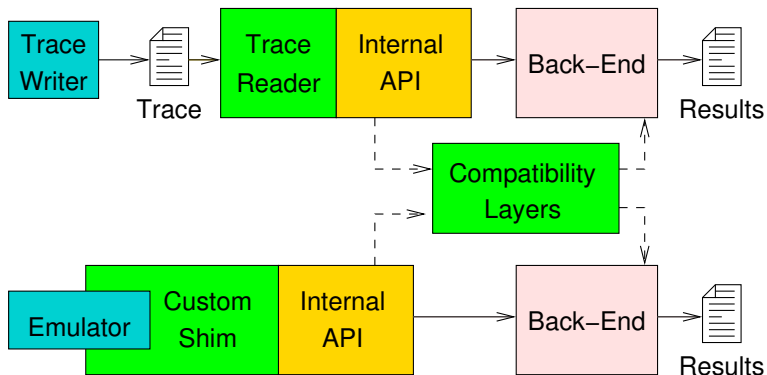 Trace
Writer
Trace
Trace
Reader
Internal
API
Back−End
Results
Compatibility
Layers
Emulator
Custom
Shim
Internal
API
Back−End
Results